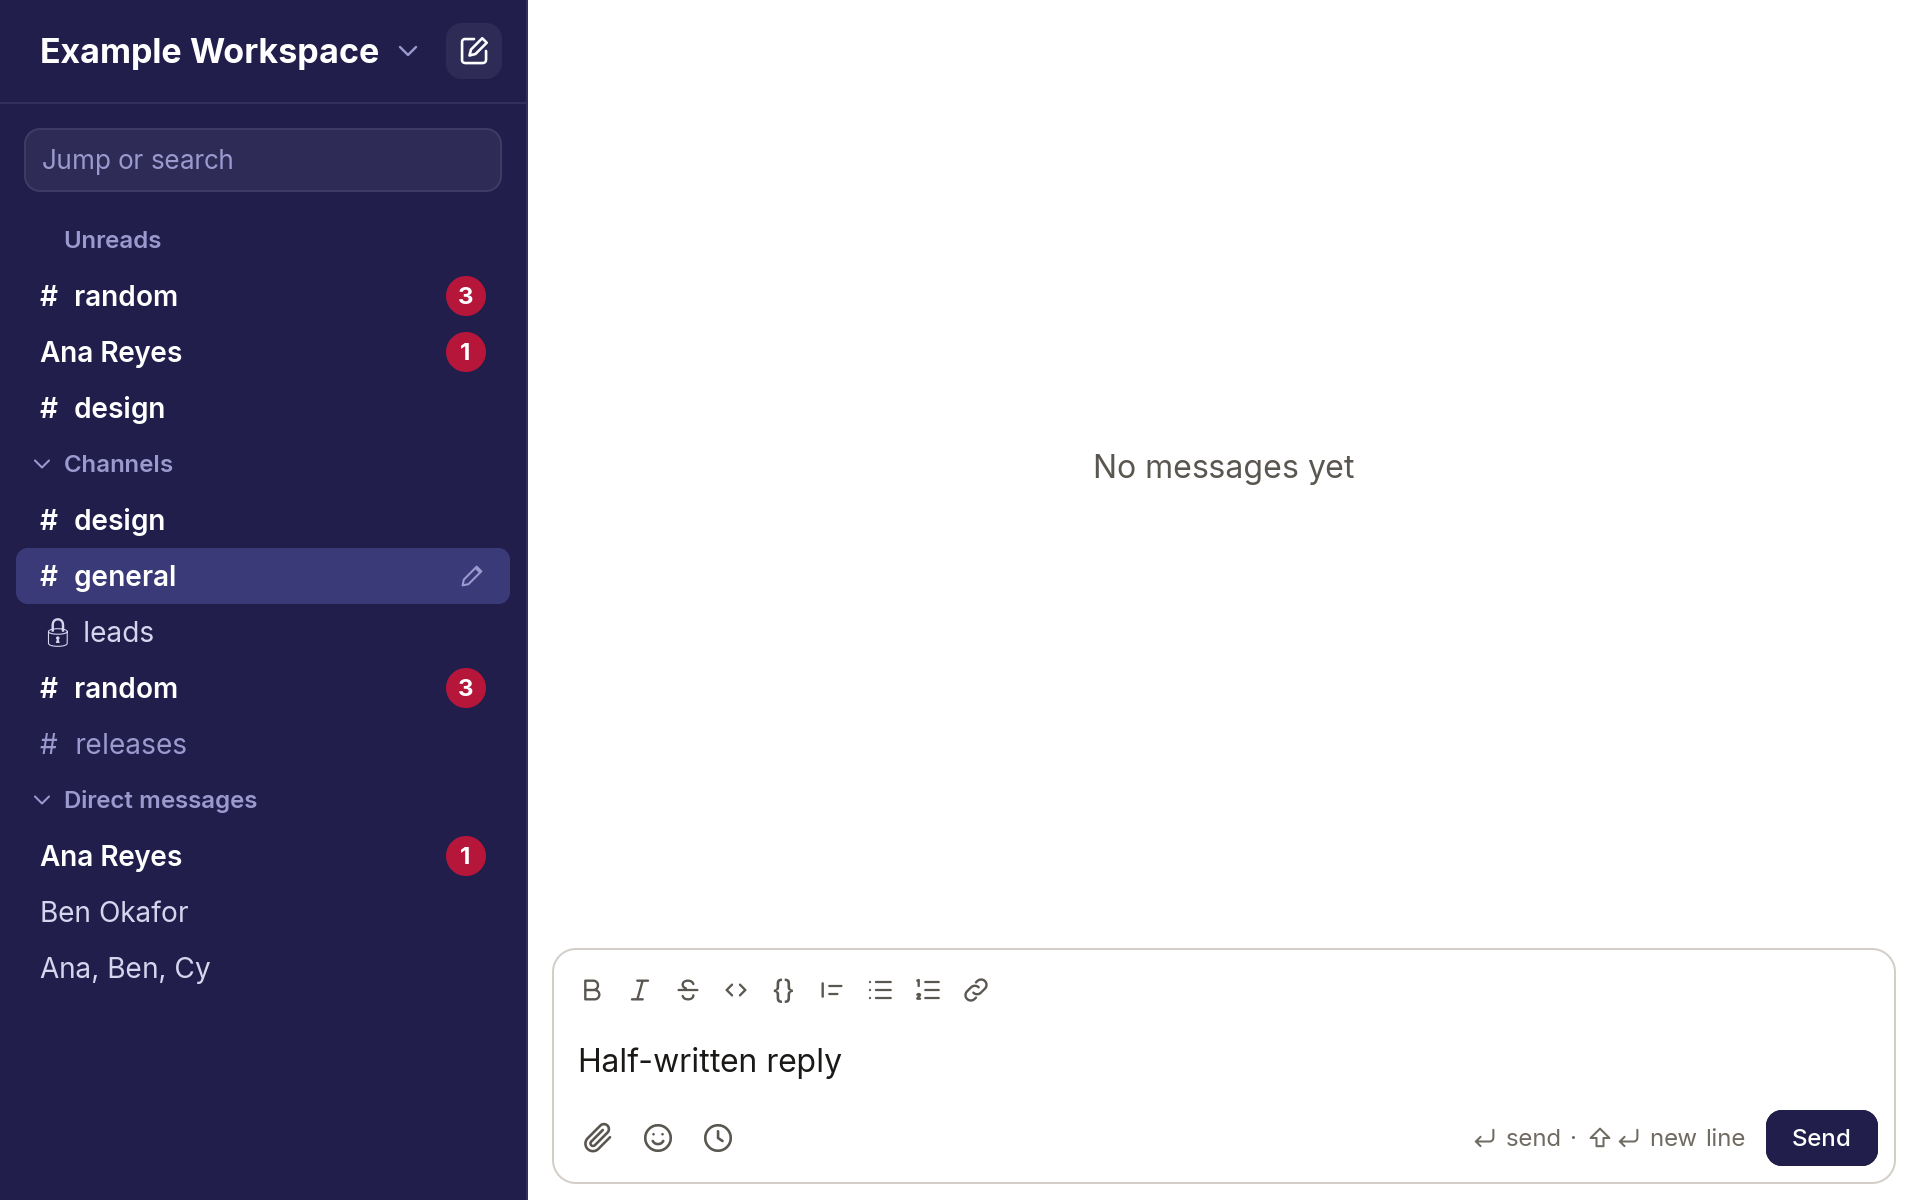 Example Workspace
Jump or search
Unreads
# random 3
Ana Reyes 1
# design
Channels
# design
# general
leads
# random 3
# releases
Direct messages
Ana Reyes 1
Ben Okafor
Ana, Ben, Cy
No messages yet
Half-written reply
send · new line
Send